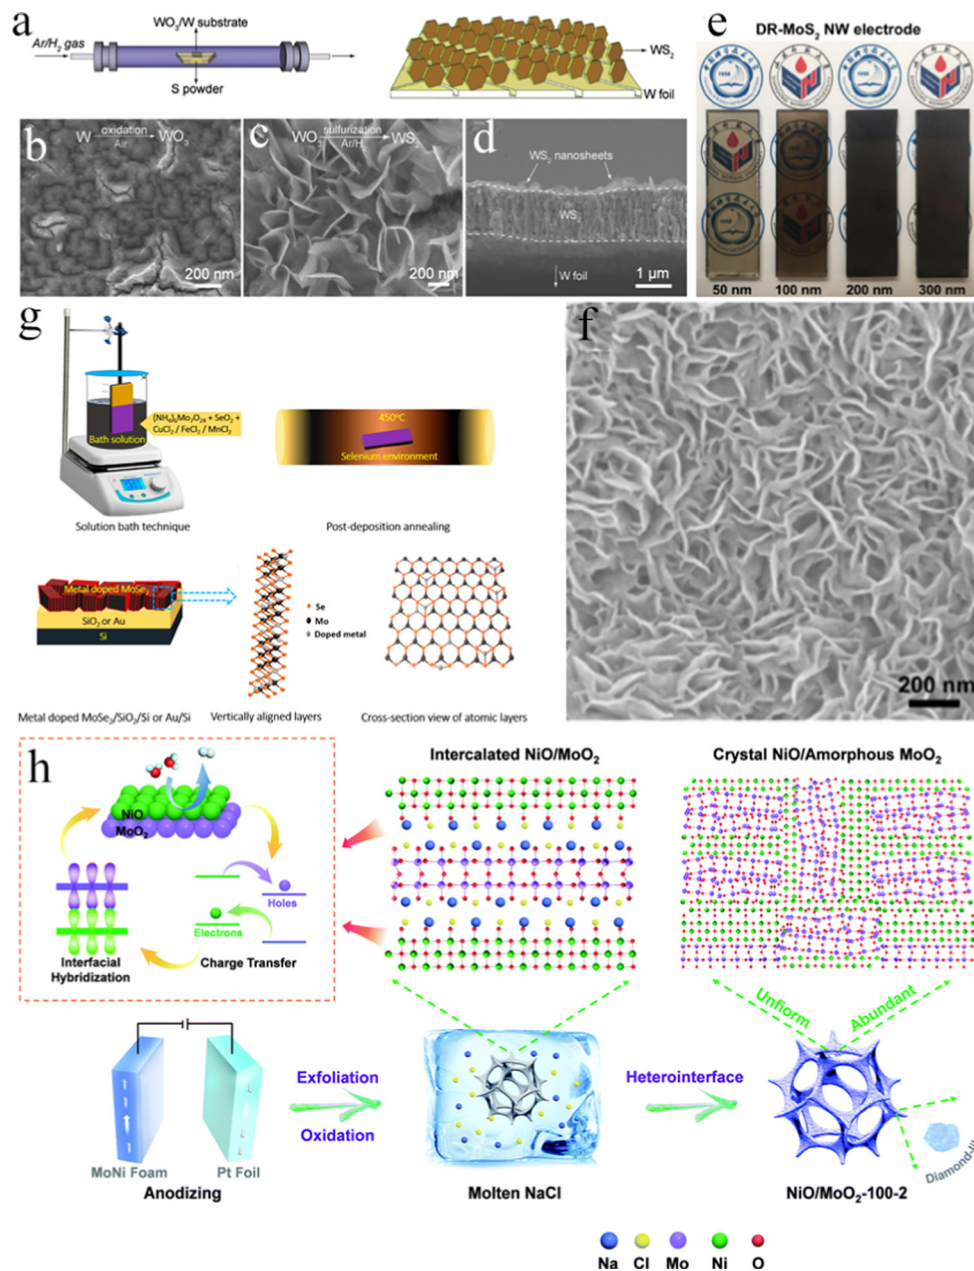 a
WO₃/W substrate
Ar/H₂ gas
S powder
WS₂
W foil
b
W oxidation WO₃
Air
200 nm
c
WO₃ sulfurization WS₂
Ar/H₂
200 nm
d
WS₂ nanosheets
WS₂
W foil
1 μm
e
DR-MoS₂ NW electrode
50 nm 100 nm 200 nm 300 nm
g
(NH₄)₆Mo₇O₂₄ + SeO₂ +
CuCl₂ / FeCl₂ / MnCl₂
Bath solution
Solution bath technique
450°C
Selenium environment
Post-deposition annealing
Metal doped MoSe₂
SiO₂ or Au
Si
Metal doped MoSe₂/SiO₂/Si or Au/Si
Se
Mo
Doped metal
Vertically aligned layers
Cross-section view of atomic layers
f
200 nm
h
NiO
MoO₂
Holes
Electrons
Interfacial
Hybridization
Charge Transfer
Intercalated NiO/MoO₂
Crystal NiO/Amorphous MoO₂
Unfiorm
Abundant
MoNi Foam
Pt Foil
Anodizing
Exfoliation
Oxidation
Molten NaCl
Heterointerface
NiO/MoO₂-100-2
Na Cl Mo Ni O